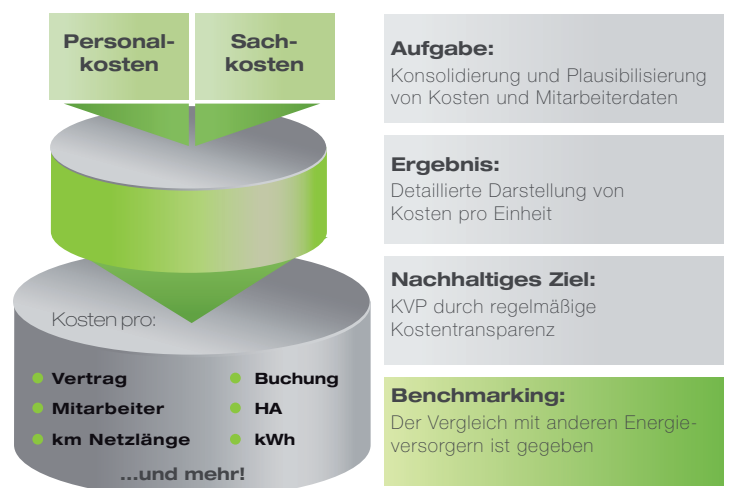 Personal-
kosten
Sach-
kosten
Kosten pro:
Vertrag
Mitarbeiter
km Netzlänge
Buchung
HA
kWh
...und mehr!
Aufgabe:
Konsolidierung und Plausibilisierung
von Kosten und Mitarbeiterdaten
Ergebnis:
Detaillierte Darstellung von
Kosten pro Einheit
Nachhaltiges Ziel:
KVP durch regelmäßige
Kostentransparenz
Benchmarking:
Der Vergleich mit anderen Energie-
versorgern ist gegeben